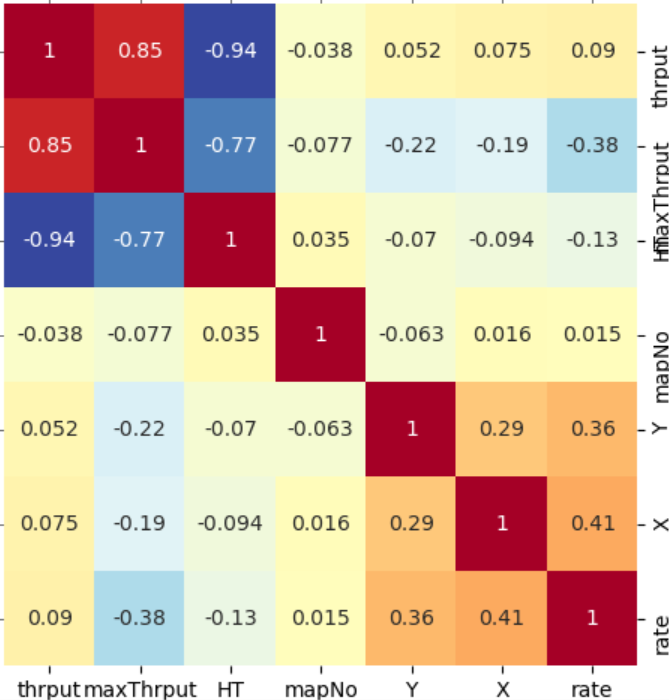 1 0.85 -0.94 -0.038 0.052 0.075 0.09 thrput
0.85 1 -0.77 -0.077 -0.22 -0.19 -0.38 maxThrput
-0.94 -0.77 1 0.035 -0.07 -0.094 -0.13 HT
-0.038 -0.077 0.035 1 -0.063 0.016 0.015 mapNo
0.052 -0.22 -0.07 -0.063 1 0.29 0.36 Y
0.075 -0.19 -0.094 0.016 0.29 1 0.41 X
0.09 -0.38 -0.13 0.015 0.36 0.41 1 rate
thrput maxThrput HT mapNo Y X rate